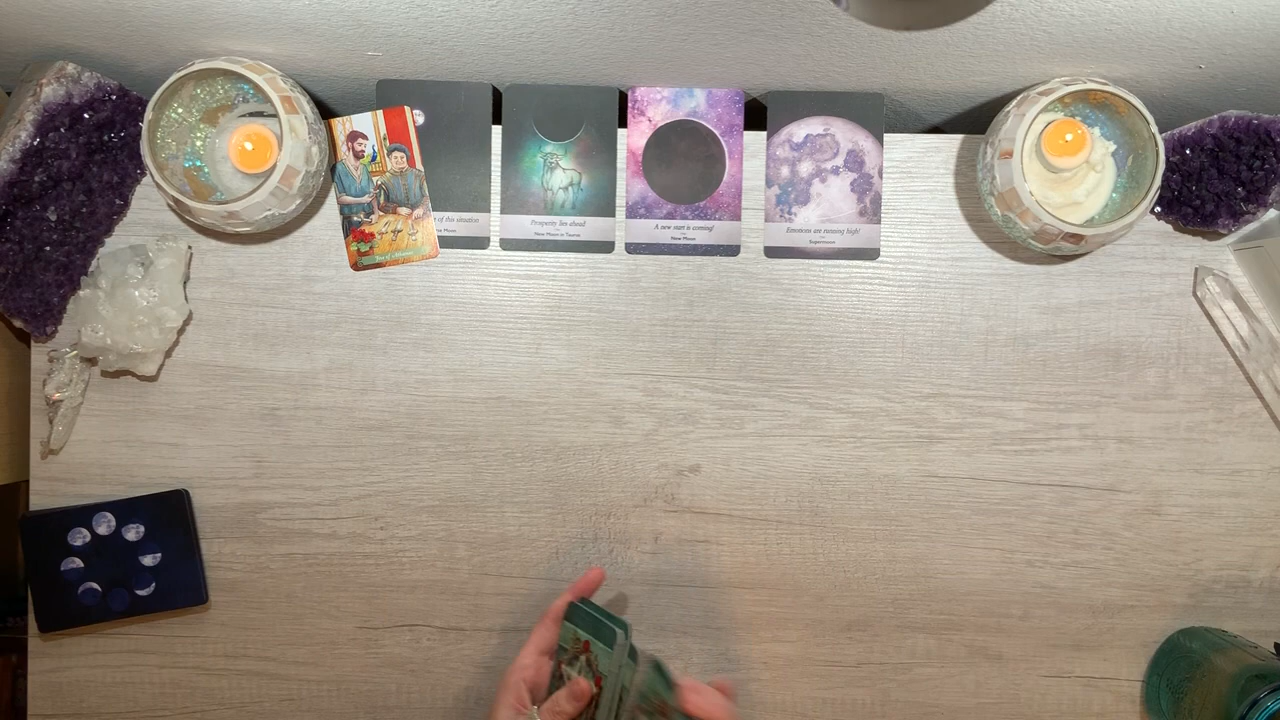 of this situation
Moon
Prosperity lies ahead
New Moon in Taurus
A new start is coming!
New Moon
Emotions are running high!
Supermoon